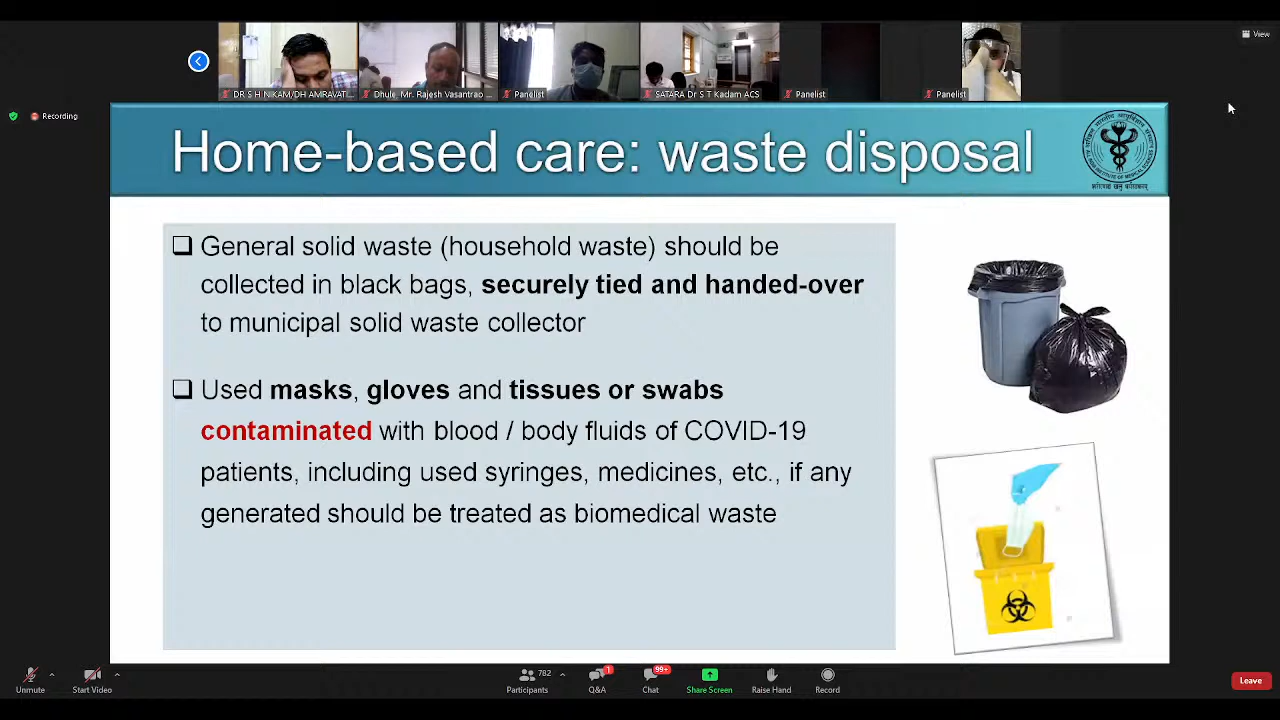 View
DR S H NIKAM/DH AMRAVATI...
Dhule, Mr. Rajesh Vasantrao ...
Panelist
SATARA Dr S T Kadam ACS
Panelist
Panelist
Recording
Home-based care: waste disposal
General solid waste (household waste) should be
collected in black bags, securely tied and handed-over
to municipal solid waste collector
Used masks, gloves and tissues or swabs
contaminated with blood / body fluids of COVID-19
patients, including used syringes, medicines, etc., if any
generated should be treated as biomedical waste
Unmute
Start Video
782
Participants
1
Q&A
99+
Chat
Share Screen
Raise Hand
Record
Leave